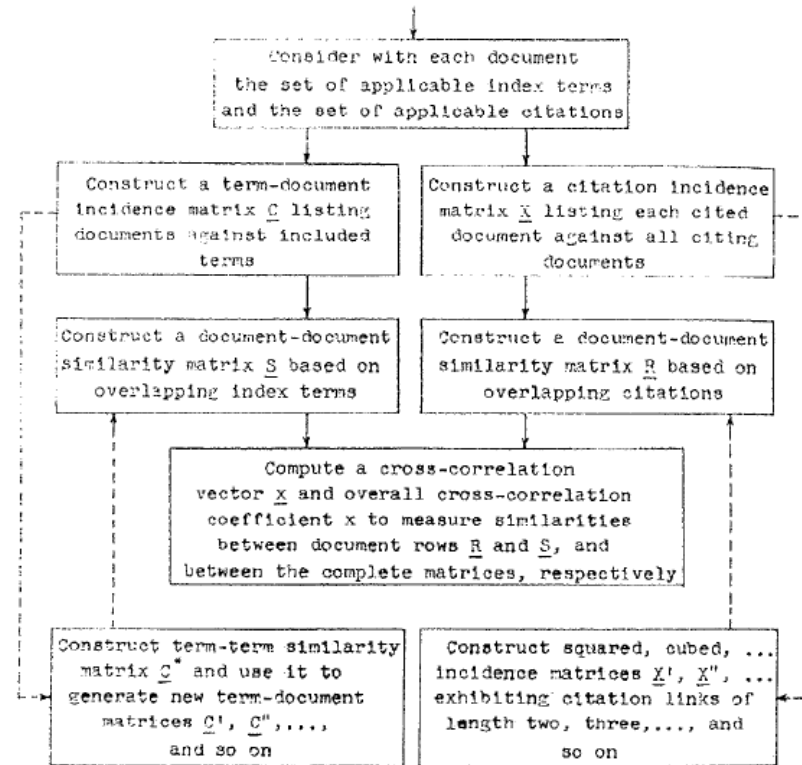 Consider with each document
the set of applicable index terms
and the set of applicable citations
Construct a term-document
incidence matrix C listing
documents against included
terms
Construct a citation incidence
matrix X listing each cited
document against all citing
documents
Construct a document-document
similarity matrix S based on
overlapping index terms
Construct a document-document
similarity matrix R based on
overlapping citations
Compute a cross-correlation
vector x and overall cross-correlation
coefficient x to measure similarities
between document rows R and S, and
between the complete matrices, respectively
Construct term-term similarity
matrix C* and use it to
generate new term-document
matrices C', C",...,
and so on
Construct squared, cubed, ...
incidence matrices X', X", ...
exhibiting citation links of
length two, three,..., and
so on